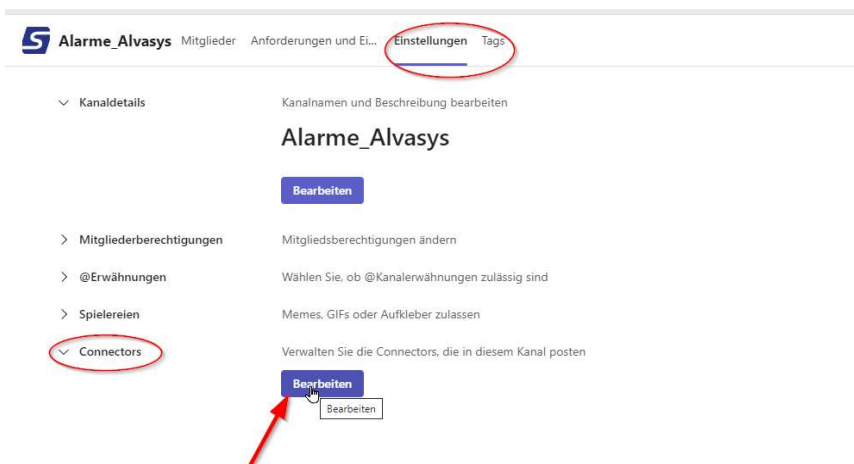 Alarme_Alvasys Mitglieder Anforderungen und Ei... Einstellungen Tags
Kanaldetails Kanalnamen und Beschreibung bearbeiten
Alarme_Alvasys
Bearbeiten
Mitgliederberechtigungen Mitgliedsberechtigungen ändern
@Erwähnungen Wählen Sie, ob @Kanalerwähnungen zulässig sind
Spielereien Memes, GIFs oder Aufkleber zulassen
Connectors Verwalten Sie die Connectors, die in diesem Kanal posten
Bearbeiten
Bearbeiten